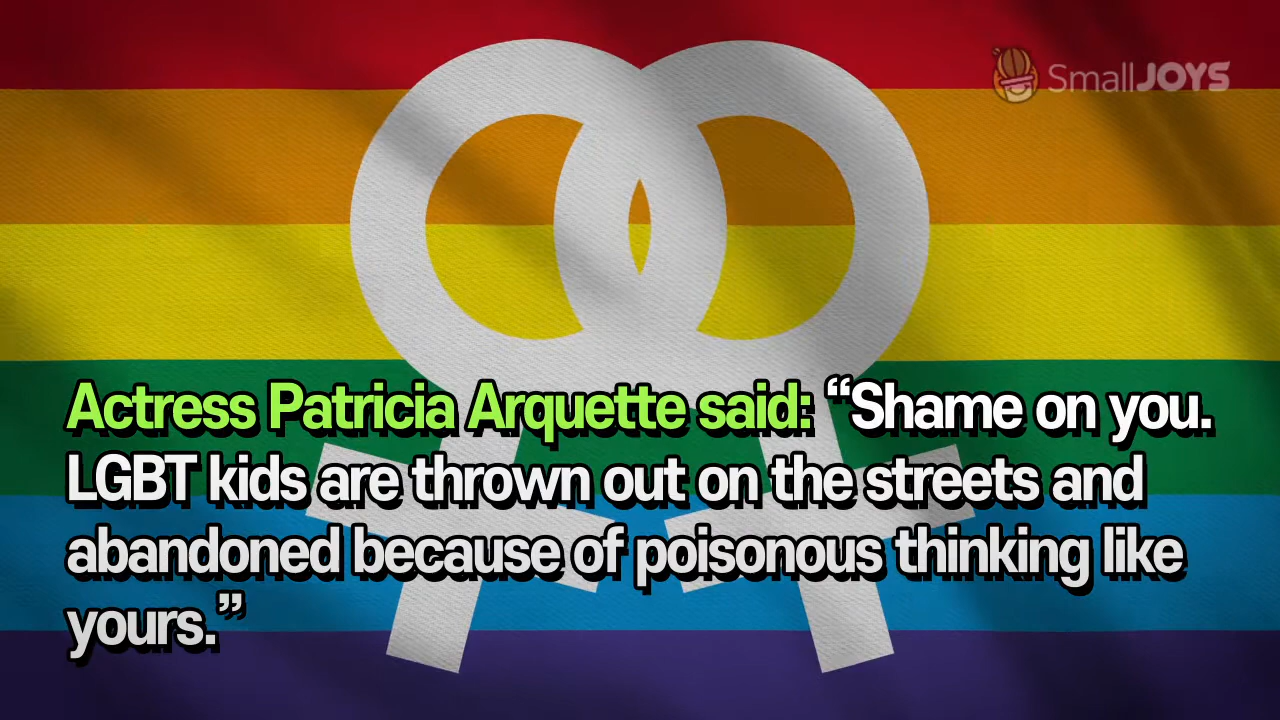 SmallJOYS
Actress Patricia Arquette said: “Shame on you.
LGBT kids are thrown out on the streets and
abandoned because of poisonous thinking like
yours.”